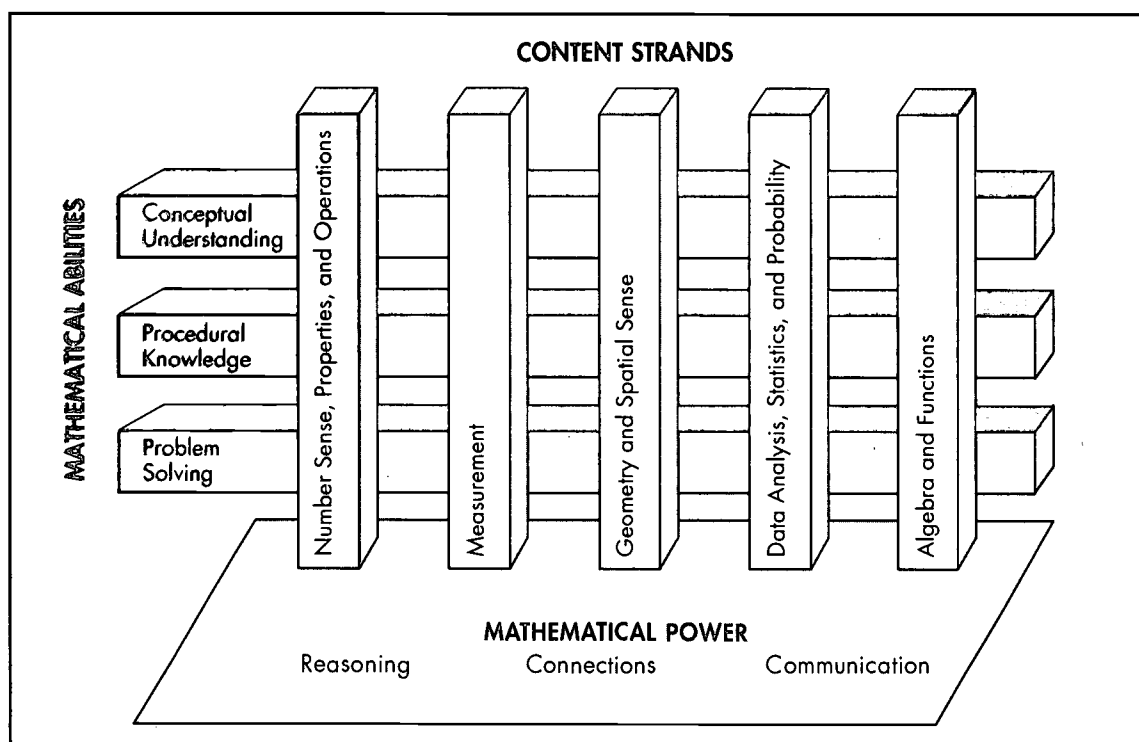 CONTENT STRANDS
MATHEMATICAL ABILITIES
Conceptual
Understanding
Procedural
Knowledge
Problem
Solving
Number Sense, Properties, and Operations
Measurement
Geometry and Spatial Sense
Data Analysis, Statistics, and Probability
Algebra and Functions
MATHEMATICAL POWER
Reasoning Connections Communication